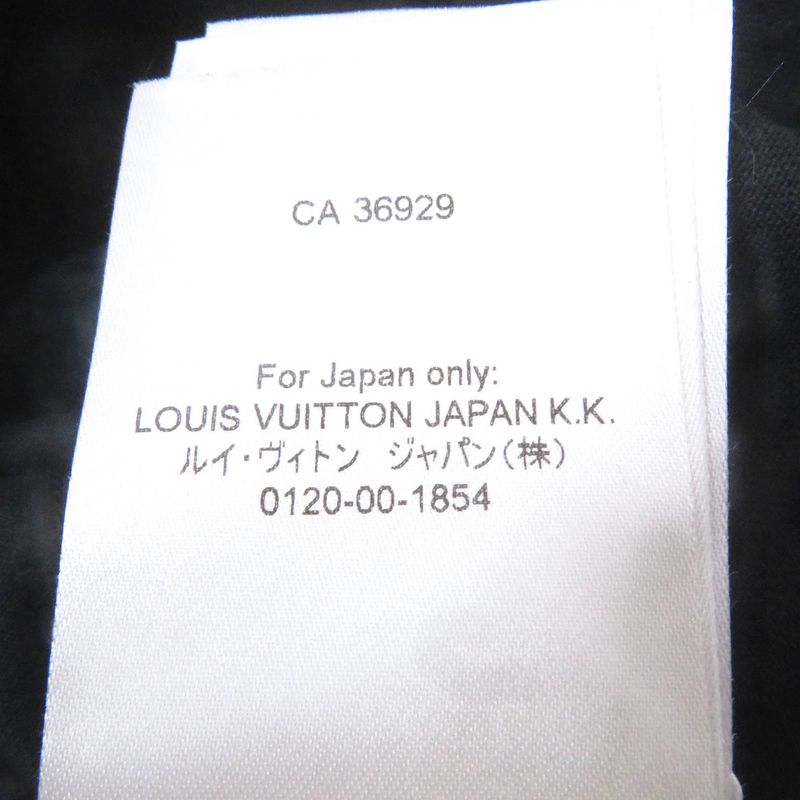 CA 36929
For Japan only:
LOUIS VUITTON JAPAN K.K.
ルイ・ヴィトン ジャパン(株)
0120-00-1854